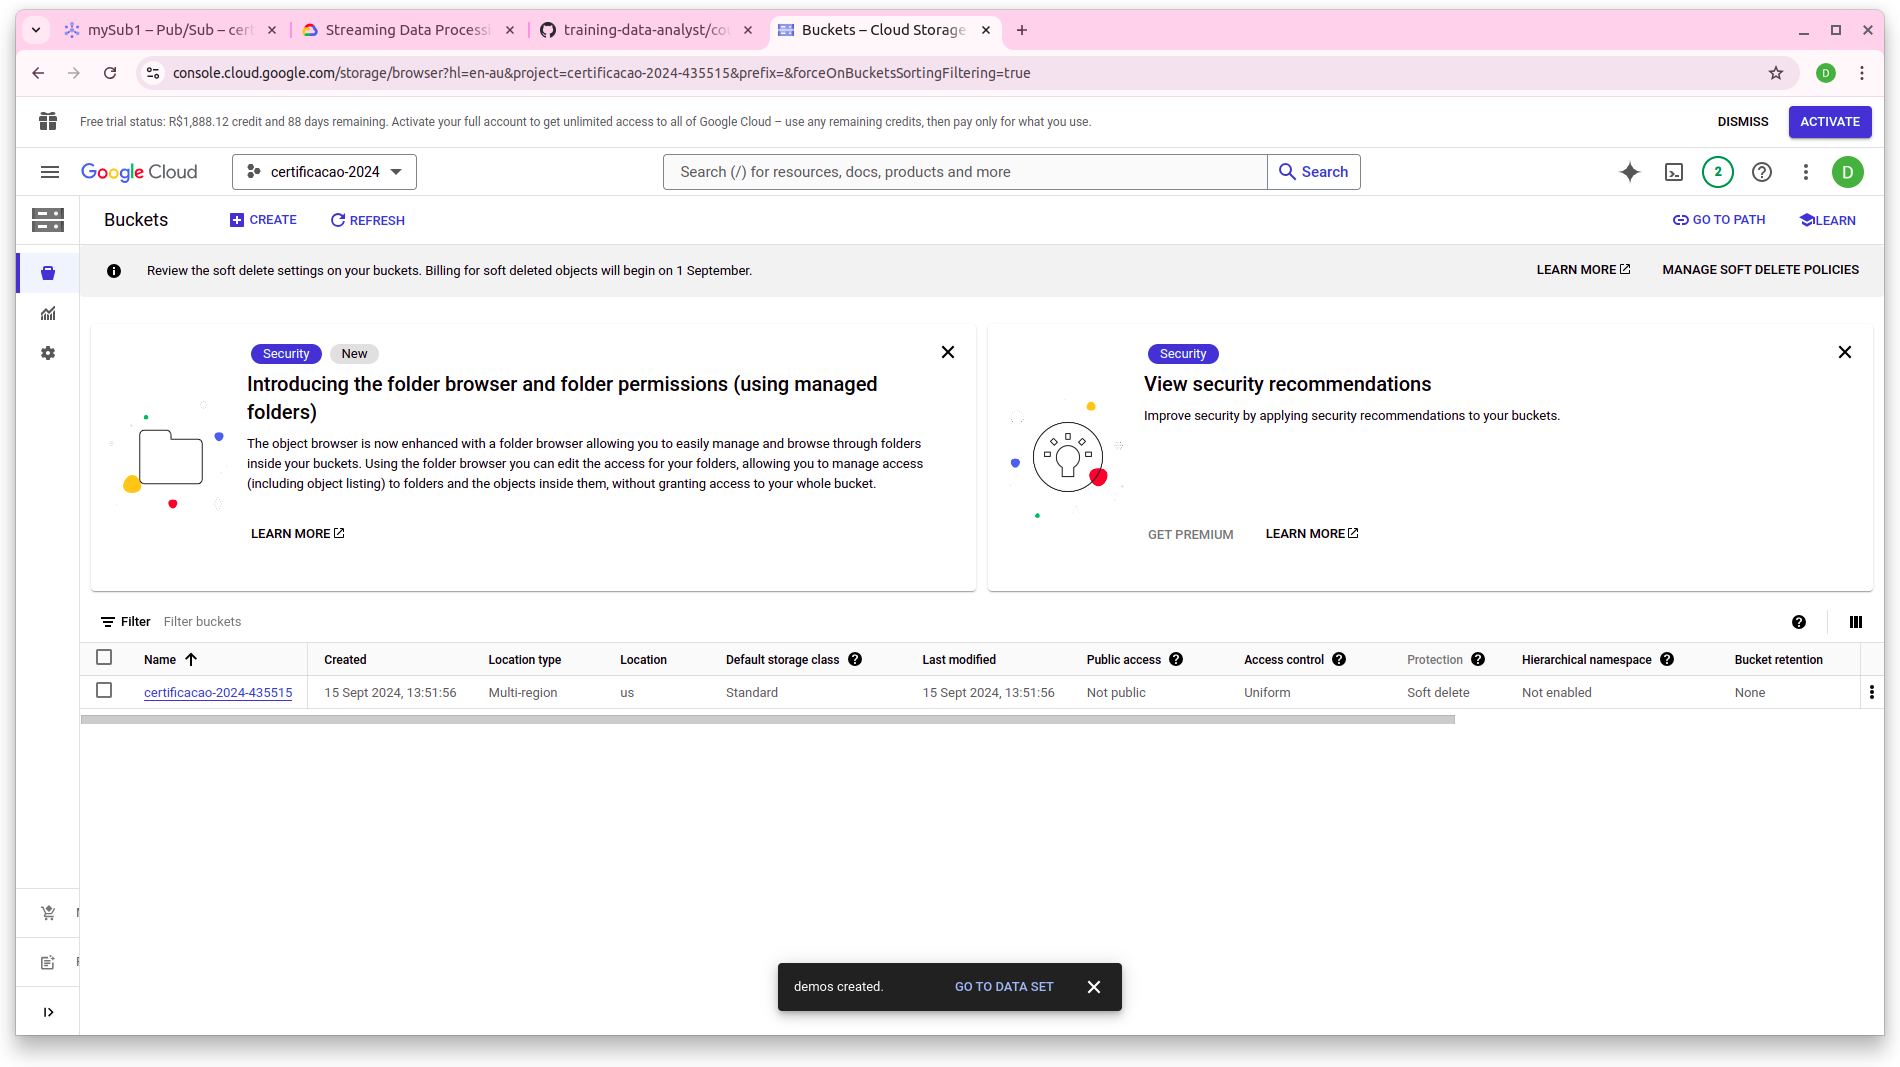 mySub1 – Pub/Sub – cert
Streaming Data Processi
training-data-analyst/cou
Buckets – Cloud Storage
console.cloud.google.com/storage/browser?hl=en-au&project=certificacao-2024-435515&prefix=&forceOnBucketsSortingFiltering=true
D
Free trial status: R$1,888.12 credit and 88 days remaining. Activate your full account to get unlimited access to all of Google Cloud – use any remaining credits, then pay only for what you use.
DISMISS
ACTIVATE
Google Cloud
certificacao-2024
Search (/) for resources, docs, products and more
Search
2
D
Buckets
CREATE
REFRESH
GO TO PATH
LEARN
Review the soft delete settings on your buckets. Billing for soft deleted objects will begin on 1 September.
LEARN MORE
MANAGE SOFT DELETE POLICIES
Security
New
Introducing the folder browser and folder permissions (using managed
folders)
The object browser is now enhanced with a folder browser allowing you to easily manage and browse through folders
inside your buckets. Using the folder browser you can edit the access for your folders, allowing you to manage access
(including object listing) to folders and the objects inside them, without granting access to your whole bucket.
LEARN MORE
Security
View security recommendations
Improve security by applying security recommendations to your buckets.
GET PREMIUM
LEARN MORE
Filter
Filter buckets
Name Created Location type Location Default storage class Last modified Public access Access control Protection Hierarchical namespace Bucket retention
certificacao-2024-435515 15 Sept 2024, 13:51:56 Multi-region us Standard 15 Sept 2024, 13:51:56 Not public Uniform Soft delete Not enabled None
demos created.
GO TO DATA SET